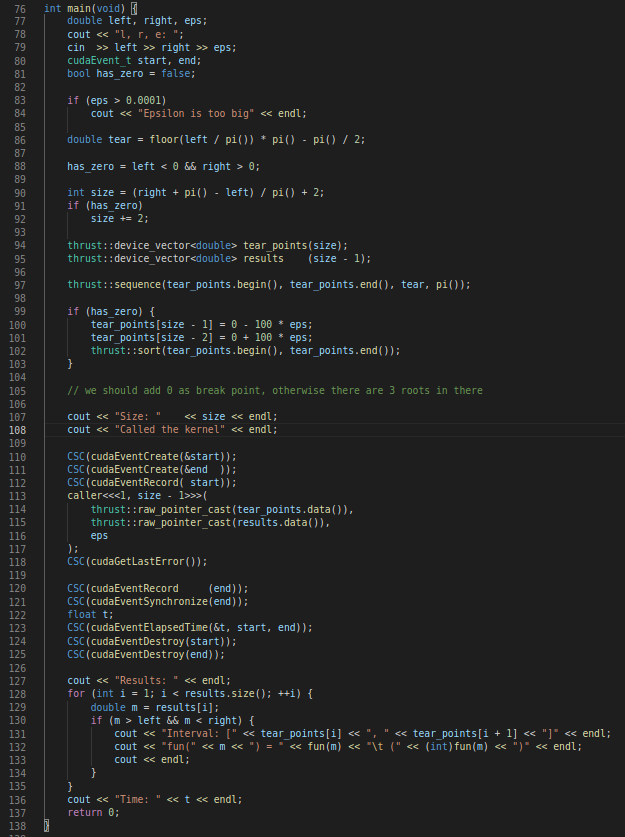 76 int main(void) {
77     double left, right, eps;
78     cout << "l, r, e: ";
79     cin  >> left >> right >> eps;
80     cudaEvent_t start, end;
81     bool has_zero = false;
82
83     if (eps > 0.0001)
84         cout << "Epsilon is too big" << endl;
85
86     double tear = floor(left / pi()) * pi() - pi() / 2;
87
88     has_zero = left < 0 && right > 0;
89
90     int size = (right + pi() - left) / pi() + 2;
91     if (has_zero)
92         size += 2;
93
94     thrust::device_vector<double> tear_points(size);
95     thrust::device_vector<double> results    (size - 1);
96
97     thrust::sequence(tear_points.begin(), tear_points.end(), tear, pi());
98
99     if (has_zero) {
100         tear_points[size - 1] = 0 - 100 * eps;
101         tear_points[size - 2] = 0 + 100 * eps;
102         thrust::sort(tear_points.begin(), tear_points.end());
103     }
104
105     // we should add 0 as break point, otherwise there are 3 roots in there
106
107     cout << "Size: "    << size << endl;
108     cout << "Called the kernel" << endl;
109
110     CSC(cudaEventCreate(&start));
111     CSC(cudaEventCreate(&end  ));
112     CSC(cudaEventRecord( start));
113     caller<<<1, size - 1>>>(
114         thrust::raw_pointer_cast(tear_points.data()),
115         thrust::raw_pointer_cast(results.data()),
116         eps
117     );
118     CSC(cudaGetLastError());
119
120     CSC(cudaEventRecord     (end));
121     CSC(cudaEventSynchronize(end));
122     float t;
123     CSC(cudaEventElapsedTime(&t, start, end));
124     CSC(cudaEventDestroy(start));
125     CSC(cudaEventDestroy(end));
126
127     cout << "Results: " << endl;
128     for (int i = 1; i < results.size(); ++i) {
129         double m = results[i];
130         if (m > left && m < right) {
131             cout << "Interval: [" << tear_points[i] << ", " << tear_points[i + 1] << "]" << endl;
132             cout << "fun(" << m << ") = " << fun(m) << "\t (" << (int)fun(m) << ")" << endl;
133             cout << endl;
134         }
135     }
136     cout << "Time: " << t << endl;
137     return 0;
138 }